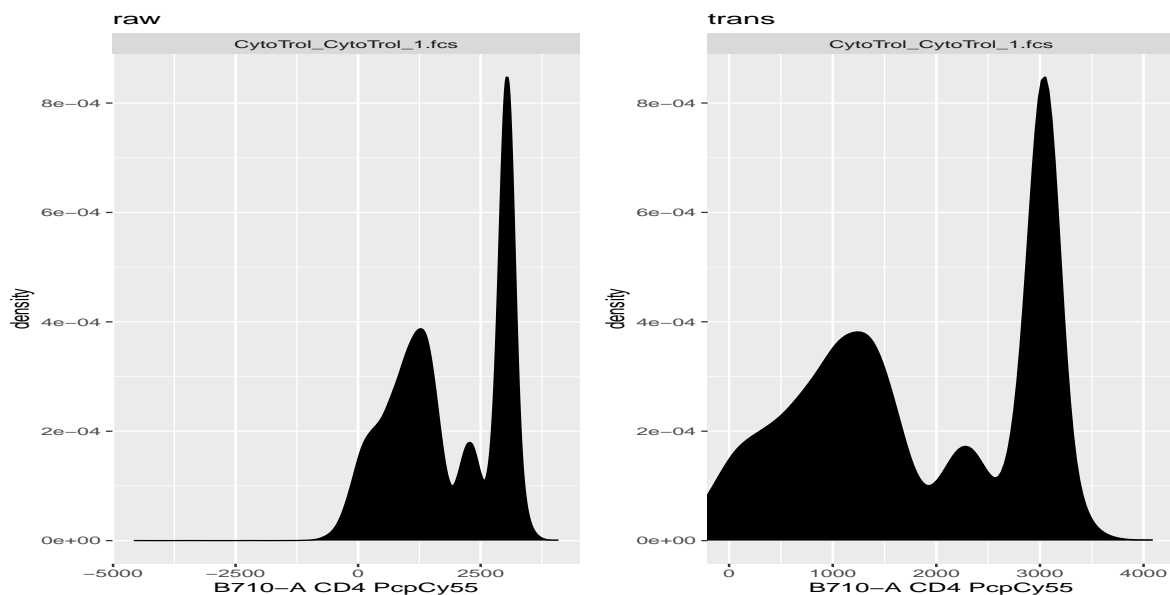 raw
CytoTrol_CytoTrol_1.fcs
8e−04
6e−04
4e−04
2e−04
0e+00
density
−5000 −2500 0 2500
B710−A CD4 PcpCy55
trans
CytoTrol_CytoTrol_1.fcs
8e−04
6e−04
4e−04
2e−04
0e+00
density
0 1000 2000 3000 4000
B710−A CD4 PcpCy55